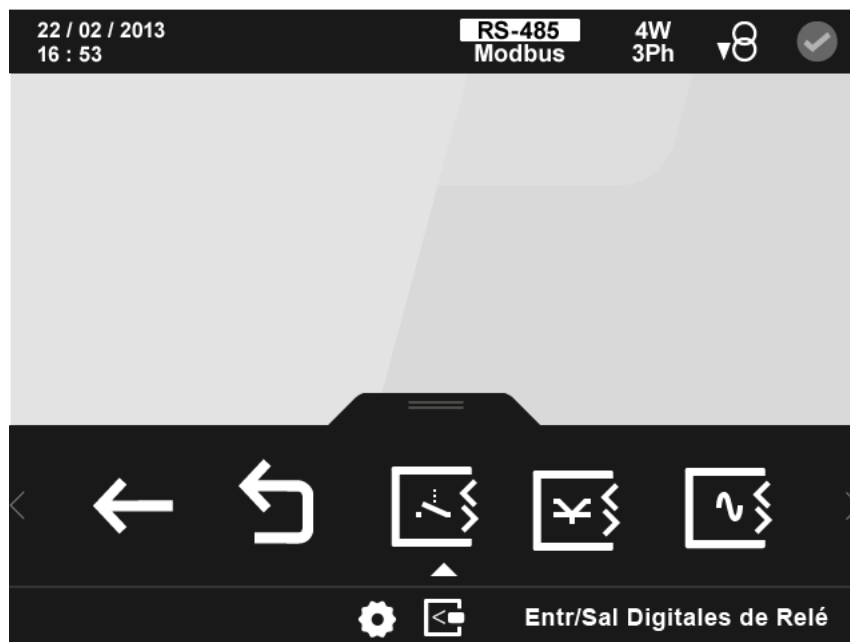 22 / 02 / 2013
16 : 53
RS-485
Modbus
4W
3Ph
Entr/Sal Digitales de Relé